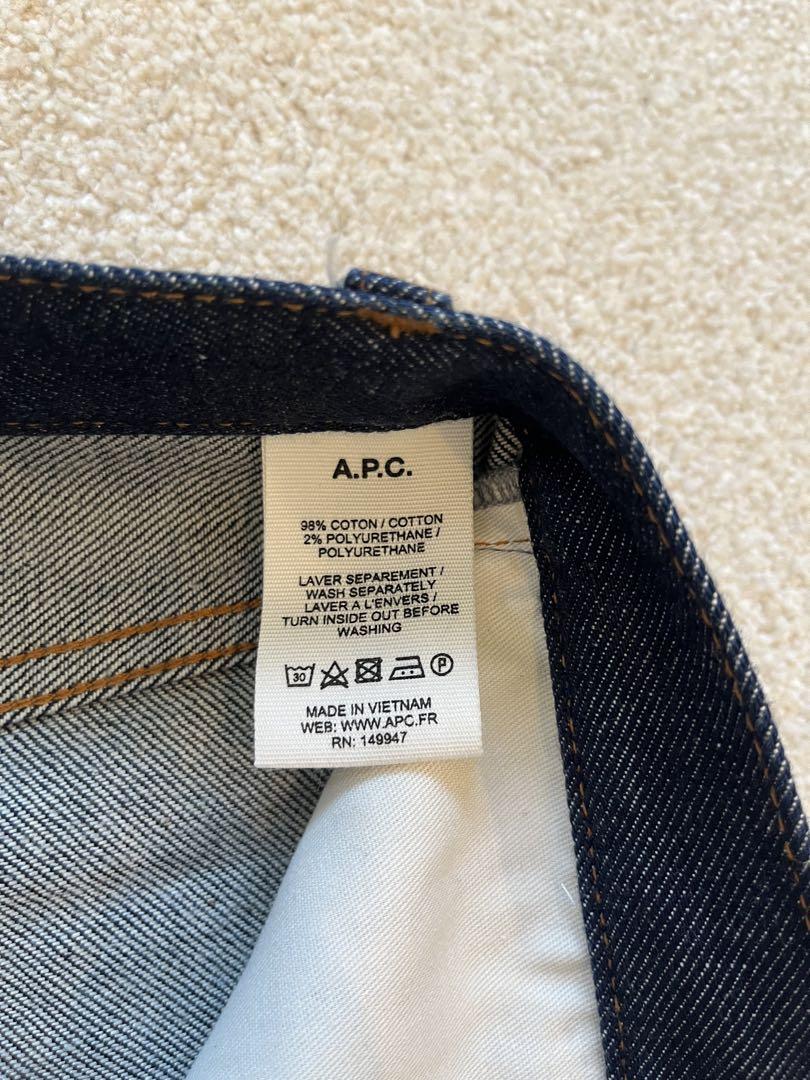 A.P.C.
98% COTON / COTTON
2% POLYURETHANE /
POLYURETHANE
LAVER SEPAREMENT /
WASH SEPARATELY
LAVER A L'ENVERS /
TURN INSIDE OUT BEFORE
WASHING
30 P
MADE IN VIETNAM
WEB: WWW.APC.FR
RN: 149947